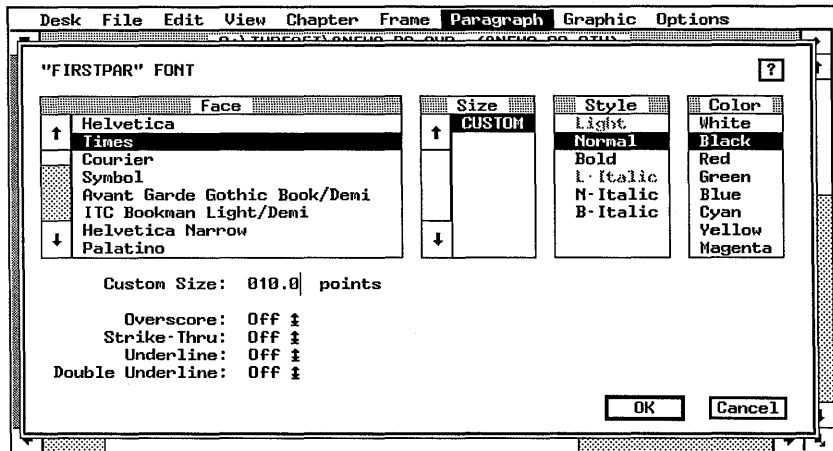 Desk File Edit View Chapter Frame Paragraph Graphic Options
"FIRSTPAR" FONT
?
Face
Helvetica
Times
Courier
Symbol
Avant Garde Gothic Book/Demi
ITC Bookman Light/Demi
Helvetica Narrow
Palatino
Size
CUSTOM
Style
Light
Normal
Bold
L-Italic
N-Italic
B-Italic
Color
White
Black
Red
Green
Blue
Cyan
Yellow
Magenta
Custom Size: 010.0 points
Overscore: Off
Strike-Thru: Off
Underline: Off
Double Underline: Off
OK Cancel